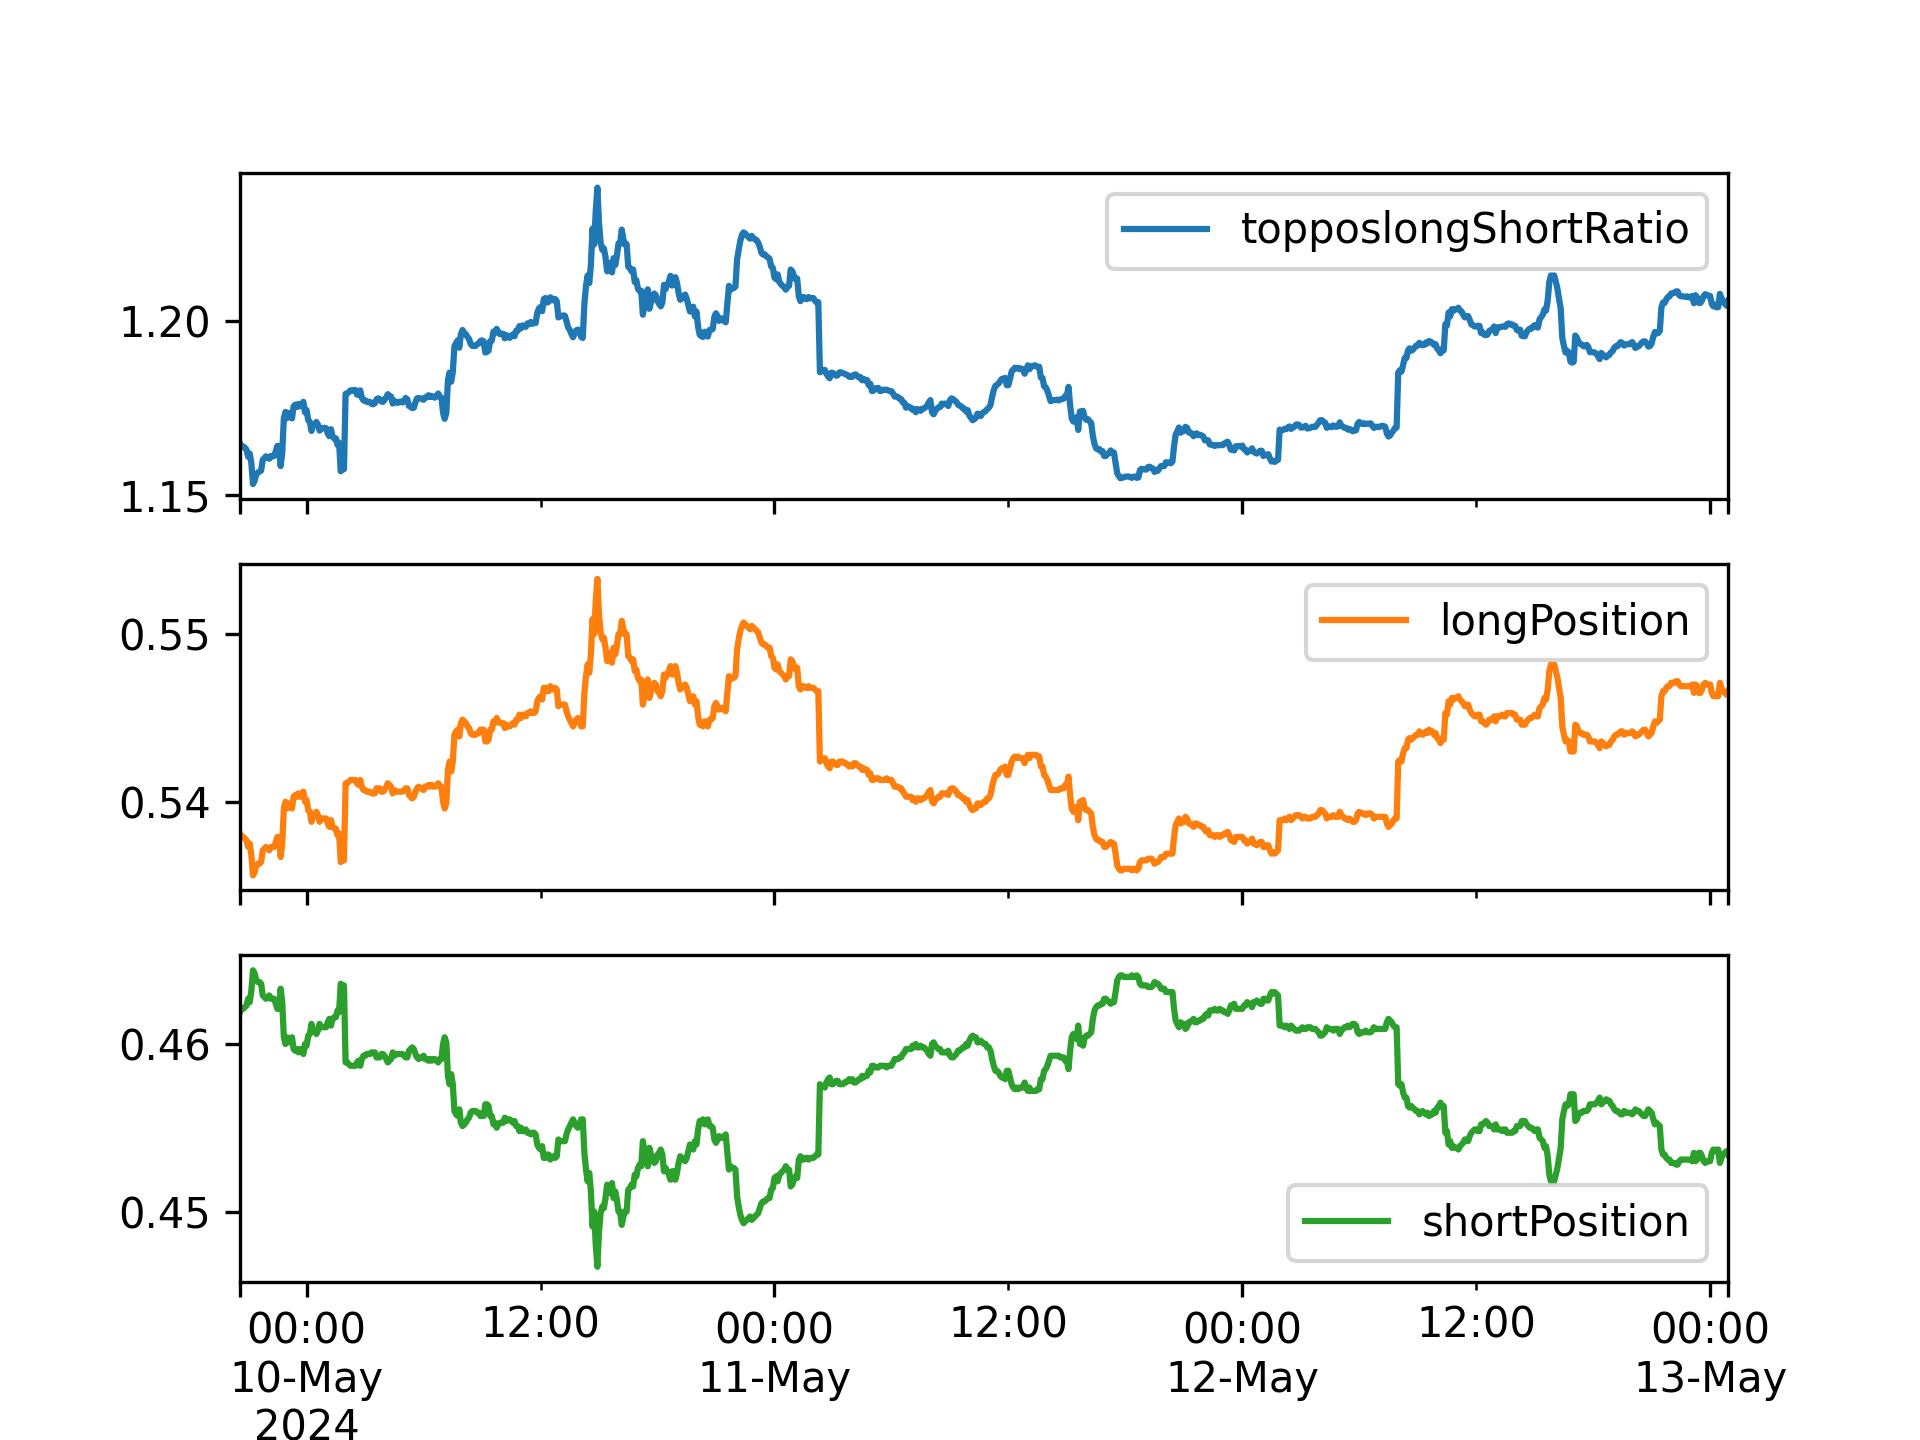 topposlongShortRatio
1.20
1.15
longPosition
0.55
0.54
0.46
0.45
shortPosition
00:00 12:00 00:00 12:00 00:00 12:00 00:00
10-May 11-May 12-May 13-May
2024